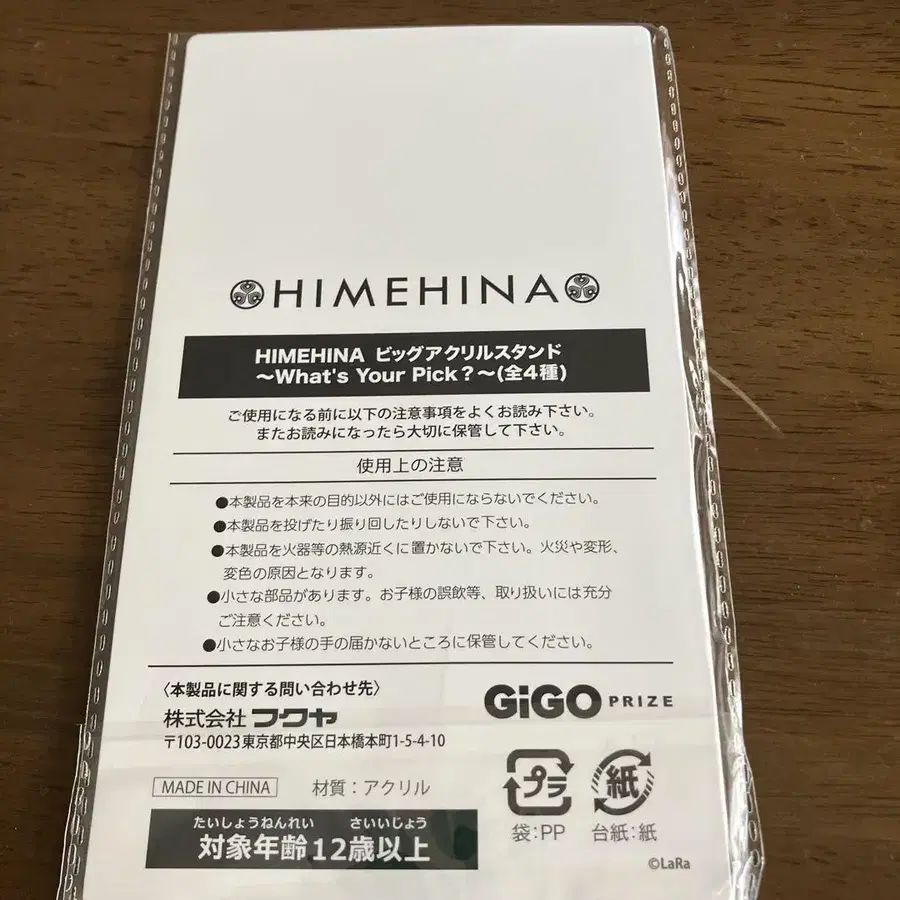 HIMEHINA
HIMEHINA ビッグアクリルスタンド
～What's Your Pick?～(全4種)
ご使用になる前に以下の注意事項をよくお読み下さい。
またお読みになったら大切に保管して下さい。
使用上の注意
●本製品を本来の目的以外にはご使用にならないでください。
●本製品を投げたり振り回したりしないで下さい。
●本製品を火器等の熱源近くに置かないで下さい。火災や変形、
変色の原因となります。
●小さな部品があります。お子様の誤飲等、取り扱いには充分
ご注意ください。
●小さなお子様の手の届かないところに保管してください。
〈本製品に関する問い合わせ先〉
株式会社 フクヤ
〒103-0023東京都中央区日本橋本町1-5-4-10
GiGO PRIZE
MADE IN CHINA 材質：アクリル
プラ 紙
袋：PP 台紙：紙
たいしょうねんれい さいいじょう
対象年齢12歳以上
©LaRa